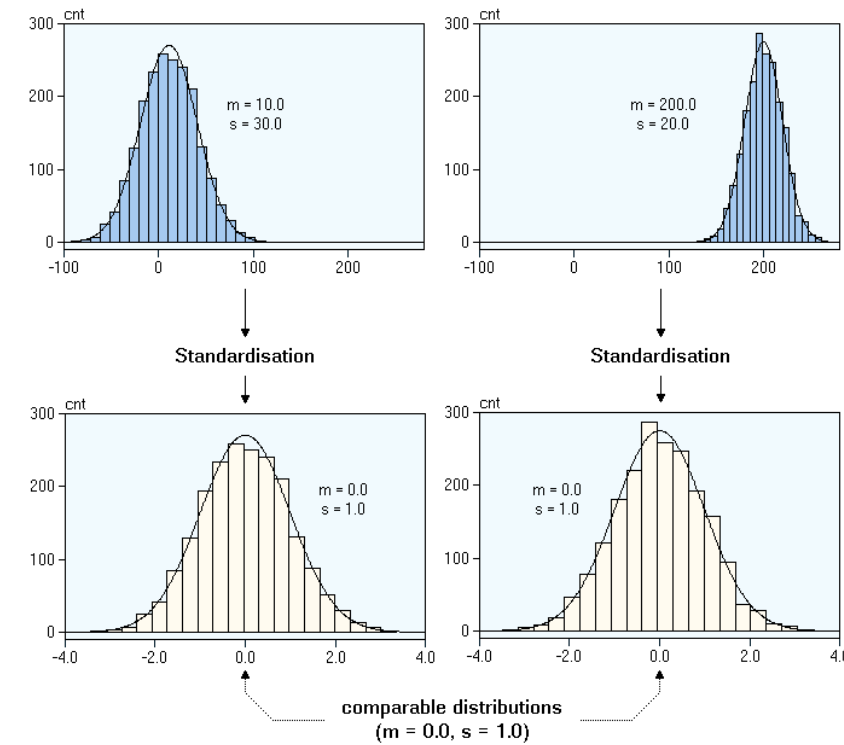 cnt
300
200
100
0
-100 0 100 200
m = 10.0
s = 30.0
cnt
300
200
100
0
-100 0 100 200
m = 200.0
s = 20.0
Standardisation
Standardisation
cnt
300
200
100
0
-4.0 -2.0 0.0 2.0 4.0
m = 0.0
s = 1.0
cnt
300
200
100
0
-4.0 -2.0 0.0 2.0 4.0
m = 0.0
s = 1.0
comparable distributions
(m = 0.0, s = 1.0)